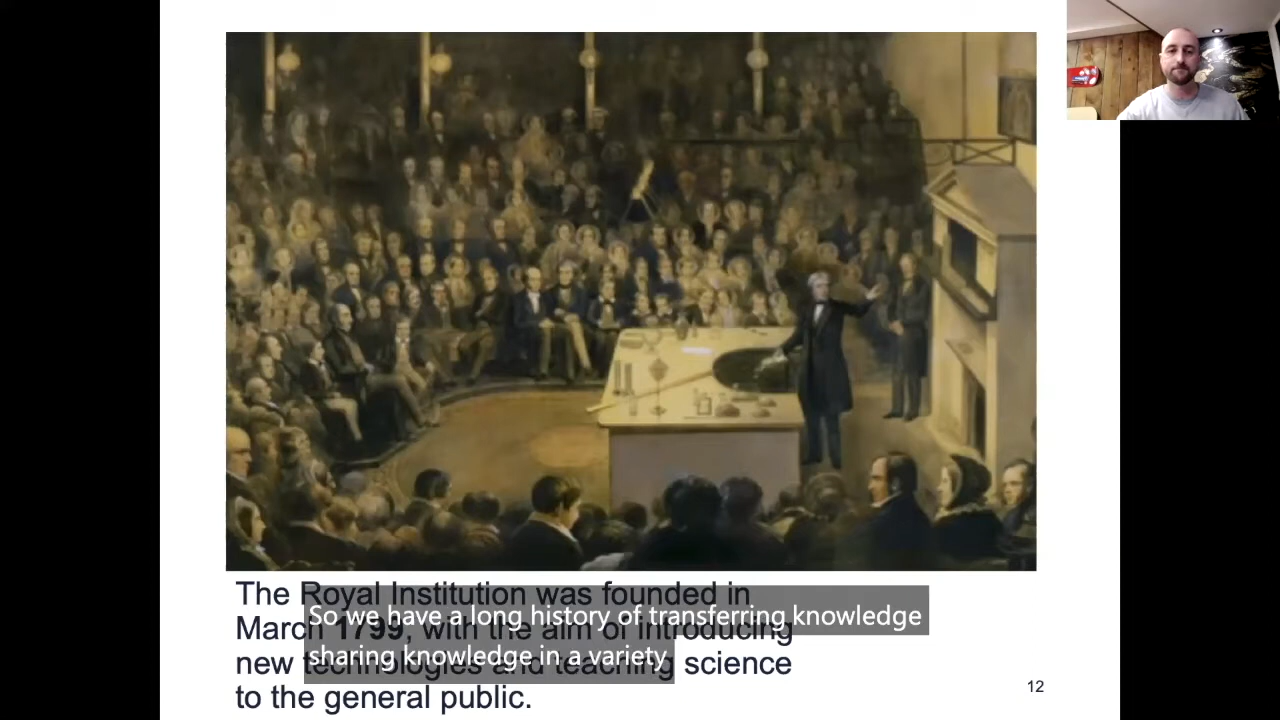 The Royal Institution was founded in
March 1799, with the aim of introducing
new technologies and teaching science
to the general public.
So we have a long history of transferring knowledge
sharing knowledge in a variety
12